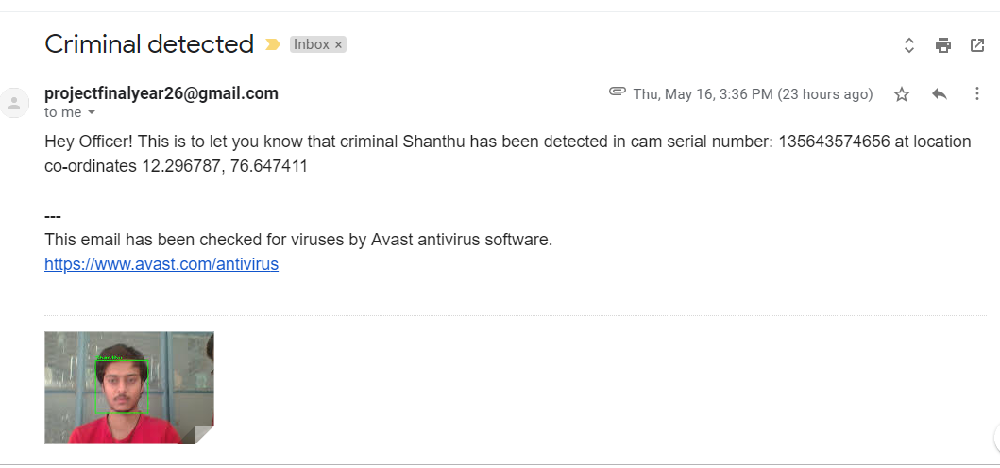 Criminal detected
Inbox ×
projectfinalyear26@gmail.com
Thu, May 16, 3:36 PM (23 hours ago)
to me
Hey Officer! This is to let you know that criminal Shanthu has been detected in cam serial number: 135643574656 at location
co-ordinates 12.296787, 76.647411
---
This email has been checked for viruses by Avast antivirus software.
https://www.avast.com/antivirus
Shanthu